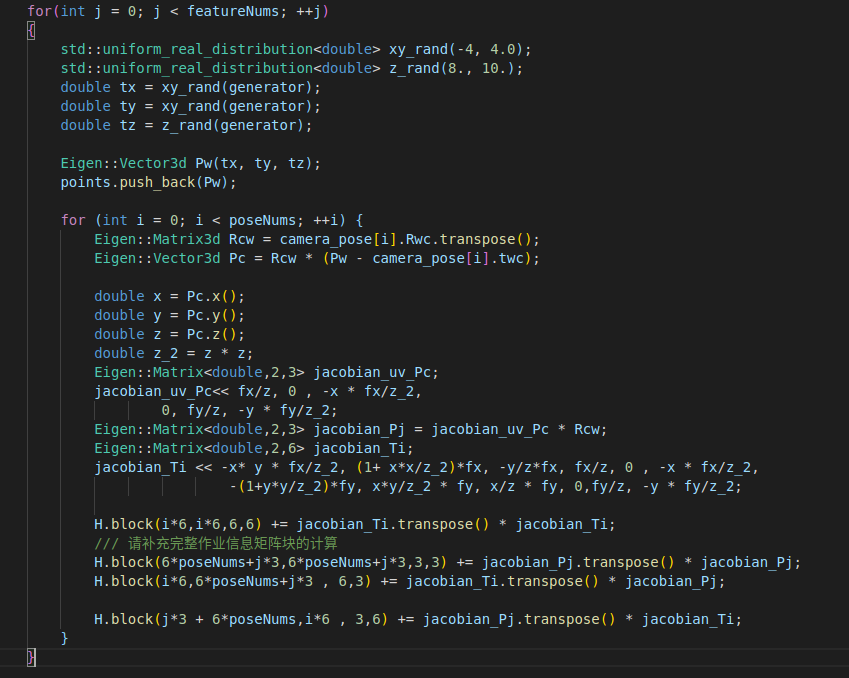 for(int j = 0; j < featureNums; ++j)
{
    std::uniform_real_distribution<double> xy_rand(-4, 4.0);
    std::uniform_real_distribution<double> z_rand(8., 10.);
    double tx = xy_rand(generator);
    double ty = xy_rand(generator);
    double tz = z_rand(generator);

    Eigen::Vector3d Pw(tx, ty, tz);
    points.push_back(Pw);

    for (int i = 0; i < poseNums; ++i) {
        Eigen::Matrix3d Rcw = camera_pose[i].Rwc.transpose();
        Eigen::Vector3d Pc = Rcw * (Pw - camera_pose[i].twc);

        double x = Pc.x();
        double y = Pc.y();
        double z = Pc.z();
        double z_2 = z * z;
        Eigen::Matrix<double,2,3> jacobian_uv_Pc;
        jacobian_uv_Pc<< fx/z, 0 , -x * fx/z_2,
                0, fy/z, -y * fy/z_2;
        Eigen::Matrix<double,2,3> jacobian_Pj = jacobian_uv_Pc * Rcw;
        Eigen::Matrix<double,2,6> jacobian_Ti;
        jacobian_Ti << -x* y * fx/z_2, (1+ x*x/z_2)*fx, -y/z*fx, fx/z, 0 , -x * fx/z_2,
                        -(1+y*y/z_2)*fy, x*y/z_2 * fy, x/z * fy, 0,fy/z, -y * fy/z_2;

        H.block(i*6,i*6,6,6) += jacobian_Ti.transpose() * jacobian_Ti;
        /// 请补充完整作业信息矩阵块的计算
        H.block(6*poseNums+j*3,6*poseNums+j*3,3,3) += jacobian_Pj.transpose() * jacobian_Pj;
        H.block(i*6,6*poseNums+j*3 , 6,3) += jacobian_Ti.transpose() * jacobian_Pj;

        H.block(j*3 + 6*poseNums,i*6 , 3,6) += jacobian_Pj.transpose() * jacobian_Ti;
    }
}